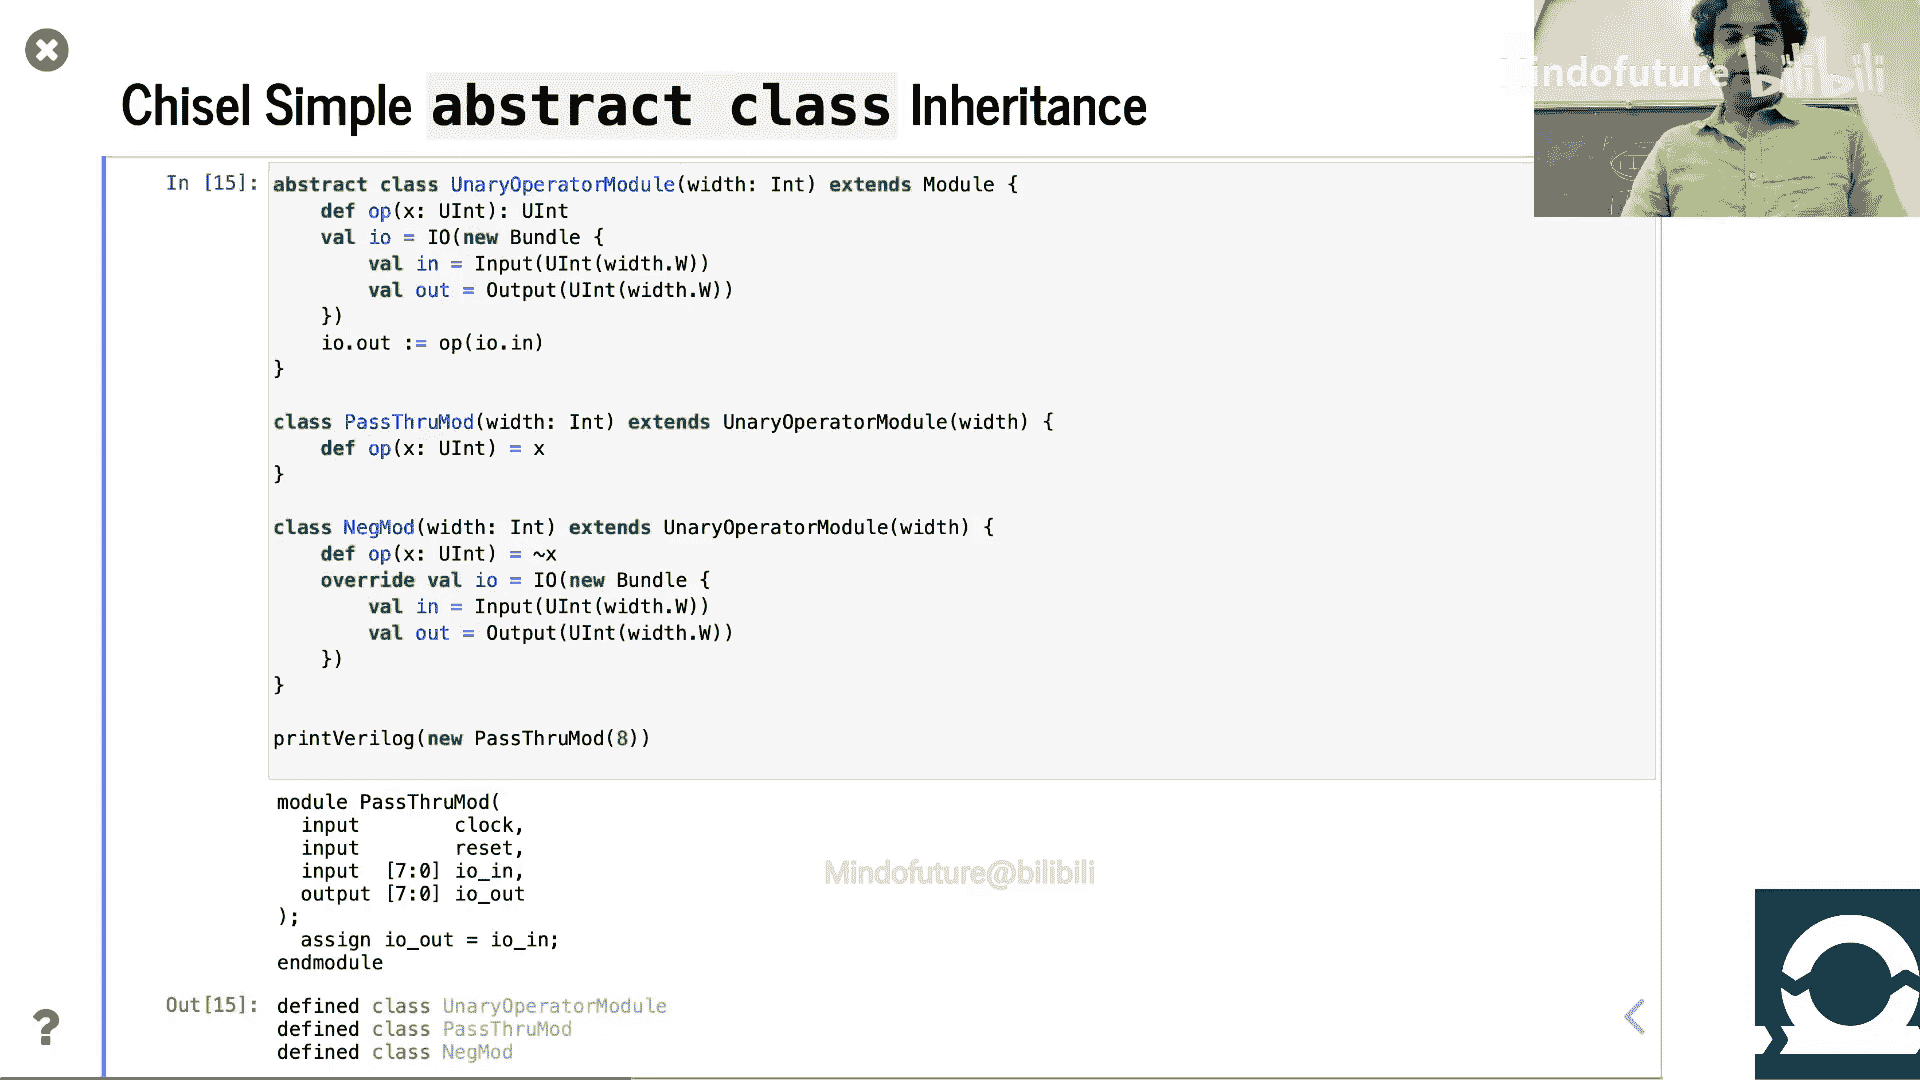 Chisel Simple abstract class Inheritance
indofuture bilibili
In [15]:
abstract class UnaryOperatorModule(width: Int) extends Module {
    def op(x: UInt): UInt
    val io = IO(new Bundle {
        val in = Input(UInt(width.W))
        val out = Output(UInt(width.W))
    })
    io.out := op(io.in)
}
class PassThruMod(width: Int) extends UnaryOperatorModule(width) {
    def op(x: UInt) = x
}
class NegMod(width: Int) extends UnaryOperatorModule(width) {
    def op(x: UInt) = ~x
    override val io = IO(new Bundle {
        val in = Input(UInt(width.W))
        val out = Output(UInt(width.W))
    })
}
printVerilog(new PassThruMod(8))
module PassThruMod(
  input        clock,
  input        reset,
  input  [7:0] io_in,
  output [7:0] io_out
);
  assign io_out = io_in;
endmodule
Mindofuture@bilibili
Out[15]:
defined class UnaryOperatorModule
defined class PassThruMod
defined class NegMod
?